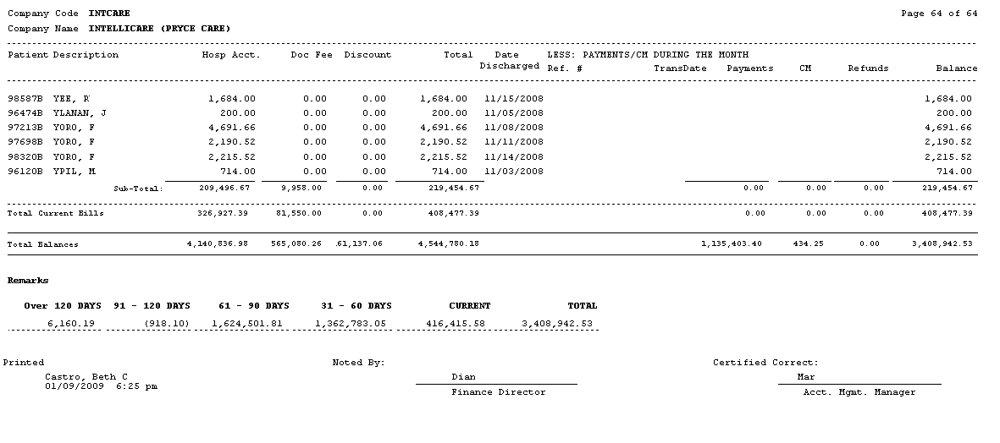 Company Code INTCARE Page 64 of 64
Company Name INTELLICARE (PRYCE CARE)
Patient Description Hosp Acct. Doc Fee Discount Total Date Discharged LESS: PAYMENTS/CM DURING THE MONTH
Ref. # TransDate Payments CM Refunds Balance
98587B YEE, R 1,684.00 0.00 0.00 1,684.00 11/15/2008 1,684.00
96474B YLANAN, J 200.00 0.00 0.00 200.00 11/05/2008 200.00
97213B YORO, F 4,691.66 0.00 0.00 4,691.66 11/08/2008 4,691.66
97698B YORO, F 2,190.52 0.00 0.00 2,190.52 11/11/2008 2,190.52
98320B YORO, F 2,215.52 0.00 0.00 2,215.52 11/14/2008 2,215.52
96120B YPIL, M 714.00 0.00 0.00 714.00 11/03/2008 714.00
Sub-Total: 209,496.67 9,958.00 0.00 219,454.67 0.00 0.00 0.00 219,454.67
Total Current Bills 326,927.39 81,550.00 0.00 408,477.39 0.00 0.00 0.00 408,477.39
Total Balances 4,140,836.98 565,080.26 61,137.06 4,544,780.18 1,135,403.40 434.25 0.00 3,408,942.53
Remarks
Over 120 DAYS 91 - 120 DAYS 61 - 90 DAYS 31 - 60 DAYS CURRENT TOTAL
6,160.19 (918.10) 1,624,501.81 1,362,783.05 416,415.58 3,408,942.53
Printed Noted By: Certified Correct:
Castro, Beth C Dian Mar
01/09/2009 6:25 pm
Finance Director Acct. Mgmt. Manager